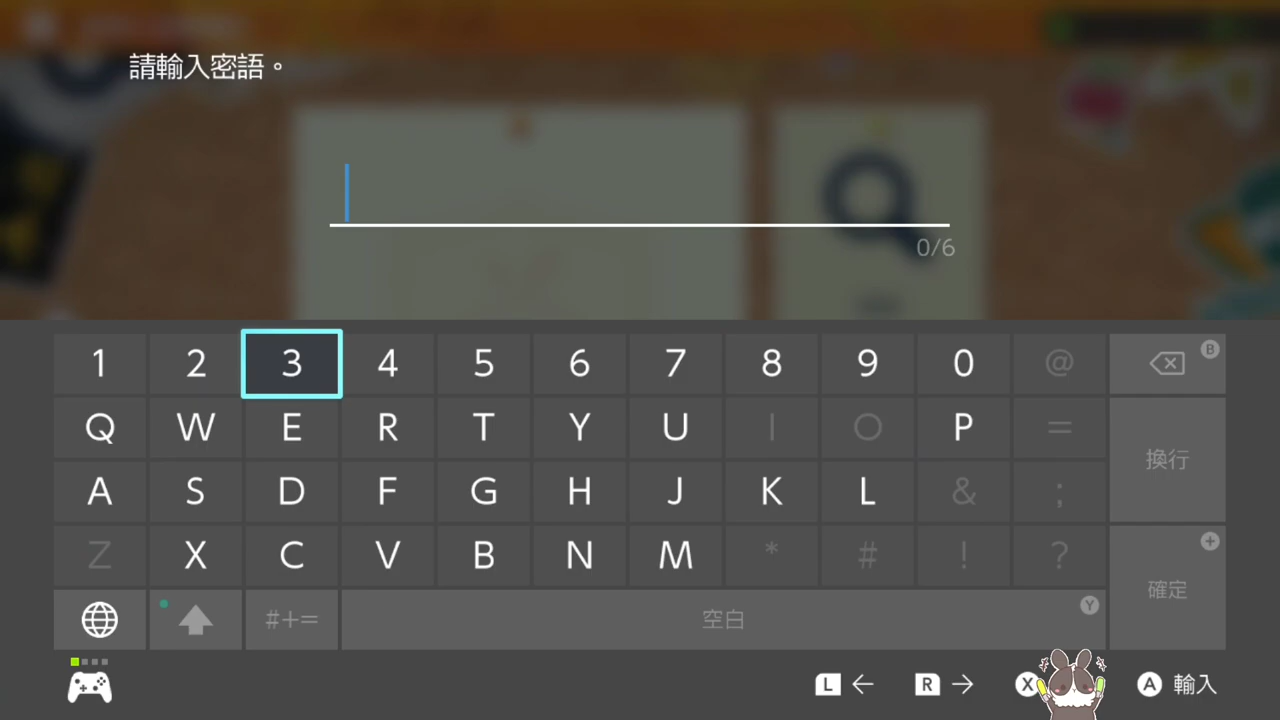 請輸入密語。
0/6
1 2 3 4 5 6 7 8 9 0 @ B
Q W E R T Y U I O P = 換行
A S D F G H J K L & ;
Z X C V B N M * # ! ? + 確定
#+= 空白 Y
L ← R → X A 輸入